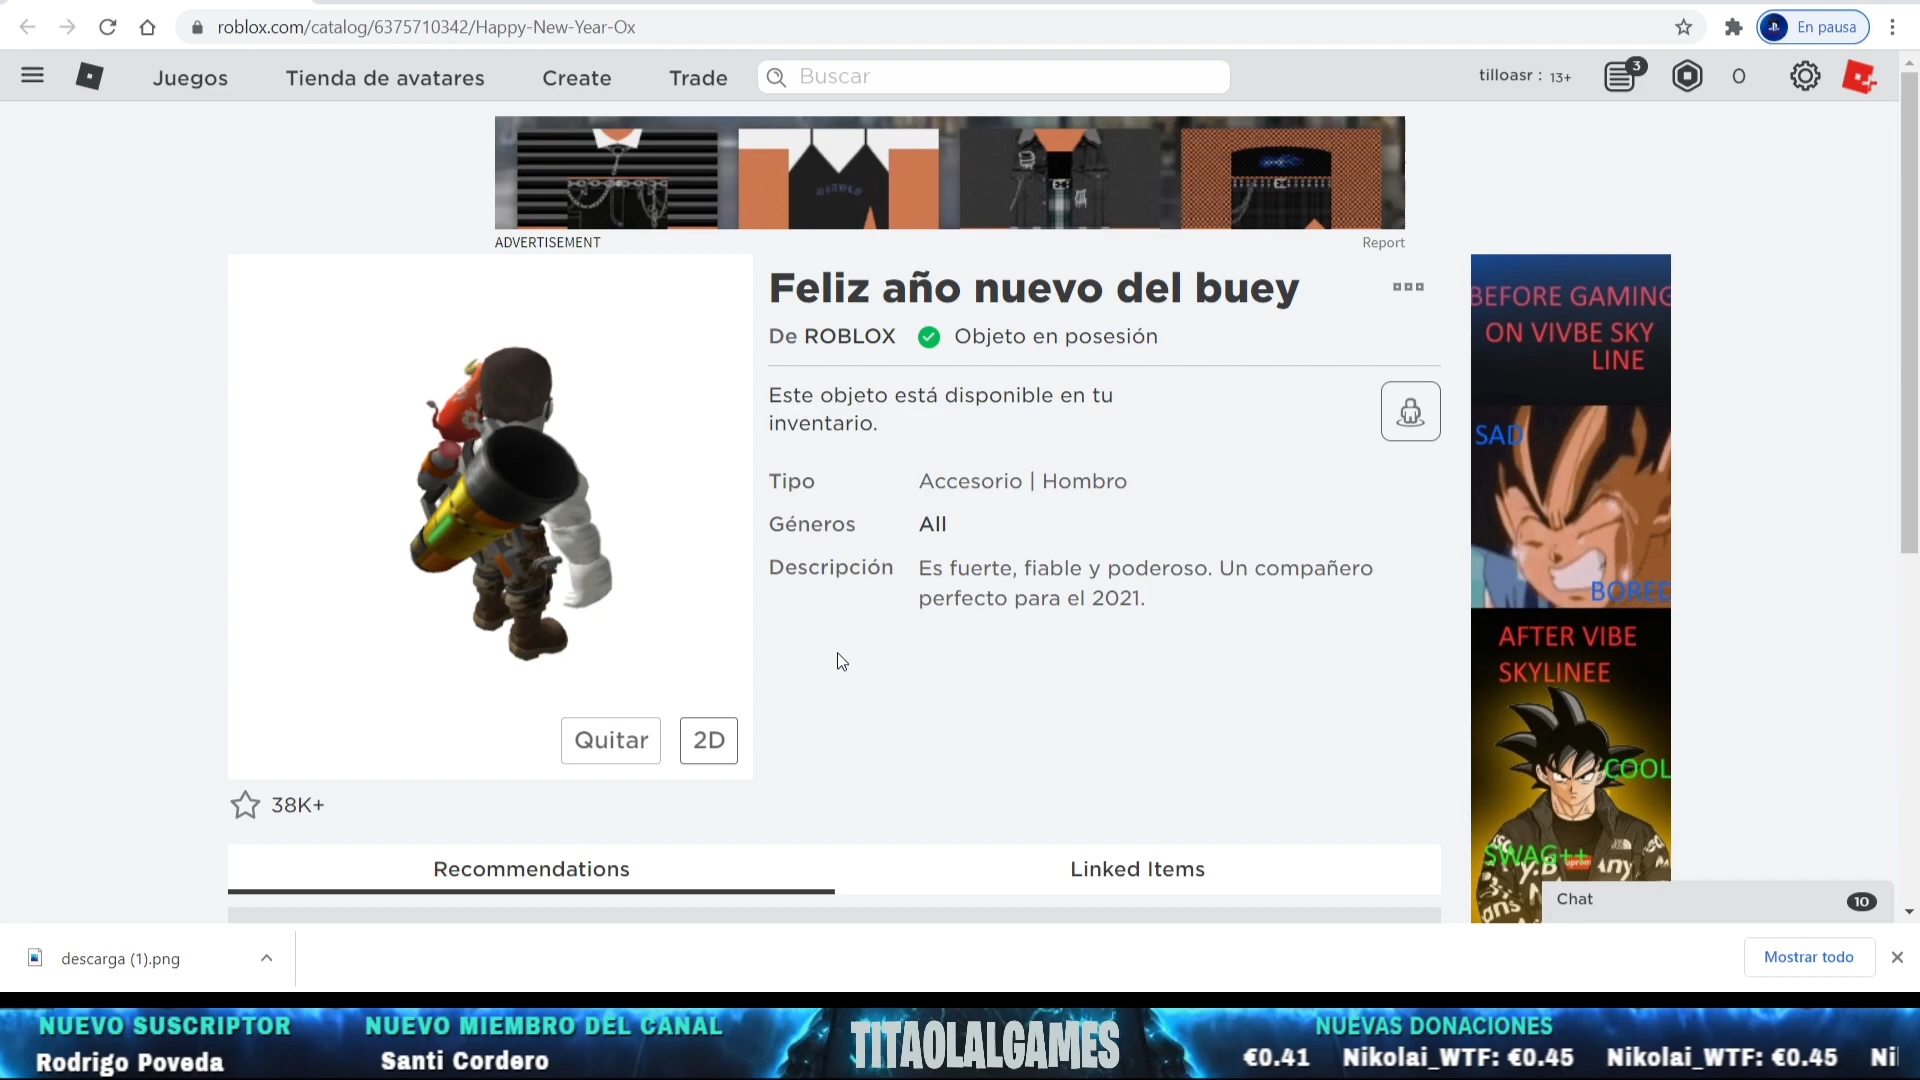 roblox.com/catalog/6375710342/Happy-New-Year-Ox
En pausa
Juegos
Tienda de avatares
Create
Trade
Buscar
tilloasr : 13+
3
0
ADVERTISEMENT
Report
Feliz año nuevo del buey
De ROBLOX
Objeto en posesión
Este objeto está disponible en tu
inventario.
Tipo
Accesorio | Hombro
Géneros
All
Descripción
Es fuerte, fiable y poderoso. Un compañero
perfecto para el 2021.
Quitar
2D
38K+
Recommendations
Linked Items
BEFORE GAMING
ON VIVBE SKY
LINE
SAD
BORED
AFTER VIBE
SKYLINEE
COOL
SWAG++
Chat
10
descarga (1).png
Mostrar todo
NUEVO SUSCRIPTOR
Rodrigo Poveda
NUEVO MIEMBRO DEL CANAL
Santi Cordero
TITAOLALGAMES
NUEVAS DONACIONES
€0.41 Nikolai_WTF: €0.45 Nikolai_WTF: €0.45 Ni